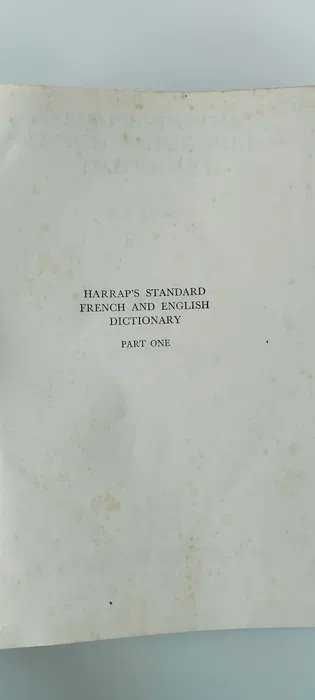 HARRAP'S STANDARD
FRENCH AND ENGLISH
DICTIONARY
PART ONE